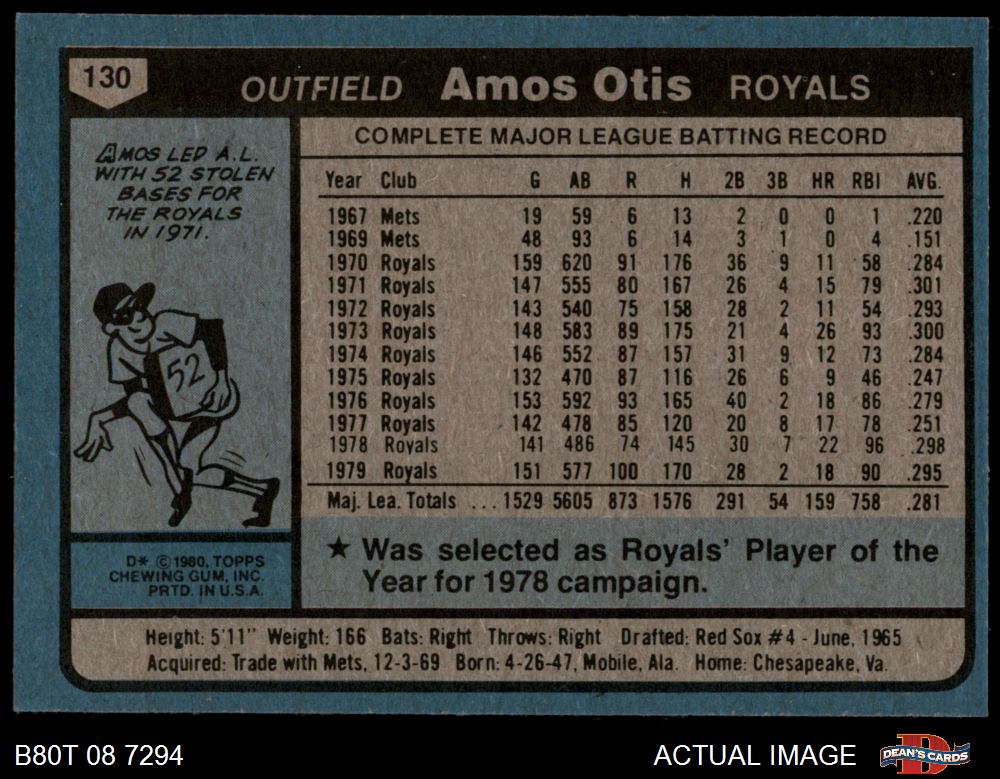 130
OUTFIELD Amos Otis ROYALS
AMOS LED A.L.
WITH 52 STOLEN
BASES FOR
THE ROYALS
IN 1971.
52
D* © 1980, TOPPS
CHEWING GUM, INC.
PRTD. IN U.S.A.
COMPLETE MAJOR LEAGUE BATTING RECORD
Year Club G AB R H 2B 3B HR RBI AVG.
1967 Mets 19 59 6 13 2 0 0 1 .220
1969 Mets 48 93 6 14 3 1 0 4 .151
1970 Royals 159 620 91 176 36 9 11 58 .284
1971 Royals 147 555 80 167 26 4 15 79 .301
1972 Royals 143 540 75 158 28 2 11 54 .293
1973 Royals 148 583 89 175 21 4 26 93 .300
1974 Royals 146 552 87 157 31 9 12 73 .284
1975 Royals 132 470 87 116 26 6 9 46 .247
1976 Royals 153 592 93 165 40 2 18 86 .279
1977 Royals 142 478 85 120 20 8 17 78 .251
1978 Royals 141 486 74 145 30 7 22 96 .298
1979 Royals 151 577 100 170 28 2 18 90 .295
Maj. Lea. Totals ... 1529 5605 873 1576 291 54 159 758 .281
★ Was selected as Royals' Player of the
Year for 1978 campaign.
Height: 5'11" Weight: 166 Bats: Right Throws: Right Drafted: Red Sox #4 - June, 1965
Acquired: Trade with Mets, 12-3-69 Born: 4-26-47, Mobile, Ala. Home: Chesapeake, Va.
B80T 08 7294
ACTUAL IMAGE
D
DEAN'S CARDS